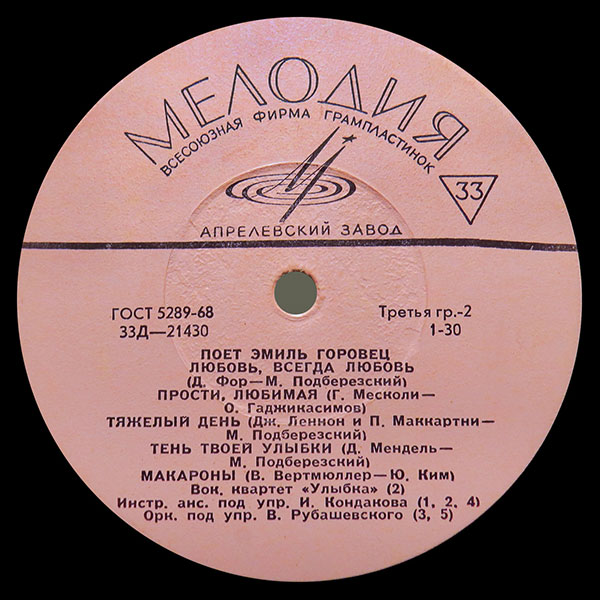 МЕЛОДИЯ
ВСЕСОЮЗНАЯ ФИРМА ГРАМПЛАСТИНОК
33
АПРЕЛЕВСКИЙ ЗАВОД
ГОСТ 5289-68
Третья гр.-2
33Д—21430
1-30
ПОЕТ ЭМИЛЬ ГОРОВЕЦ
ЛЮБОВЬ, ВСЕГДА ЛЮБОВЬ
(Д. Фор—М. Подберезский)
ПРОСТИ, ЛЮБИМАЯ (Г. Месколи—
О. Гаджикасимов)
ТЯЖЕЛЫЙ ДЕНЬ (Дж. Леннон и П. Маккартни—
М. Подберезский)
ТЕНЬ ТВОЕЙ УЛЫБКИ (Д. Мендель—
М. Подберезский)
МАКАРОНЫ (В. Вертмюллер—Ю. Ким)
Вок. квартет «Улыбка» (2)
Инстр. анс. под упр. И. Кондакова (1, 2, 4)
Орк. под упр. В. Рубашевского (3, 5)